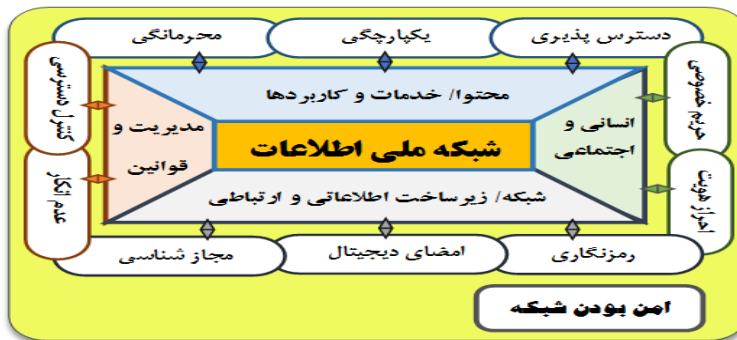 دسترس پذیری
یکپارچگی
محرمانگی
حریم خصوصی
احراز هویت
کنترل دسترسی
عدم انکار
محتوا/ خدمات و کاربردها
انسانی و
اجتماعی
شبکه ملی اطلاعات
مدیریت و
قوانین
شبکه/ زیرساخت اطلاعاتی و ارتباطی
رمزنگاری
امضای دیجیتال
مجاز شناسی
امن بودن شبکه